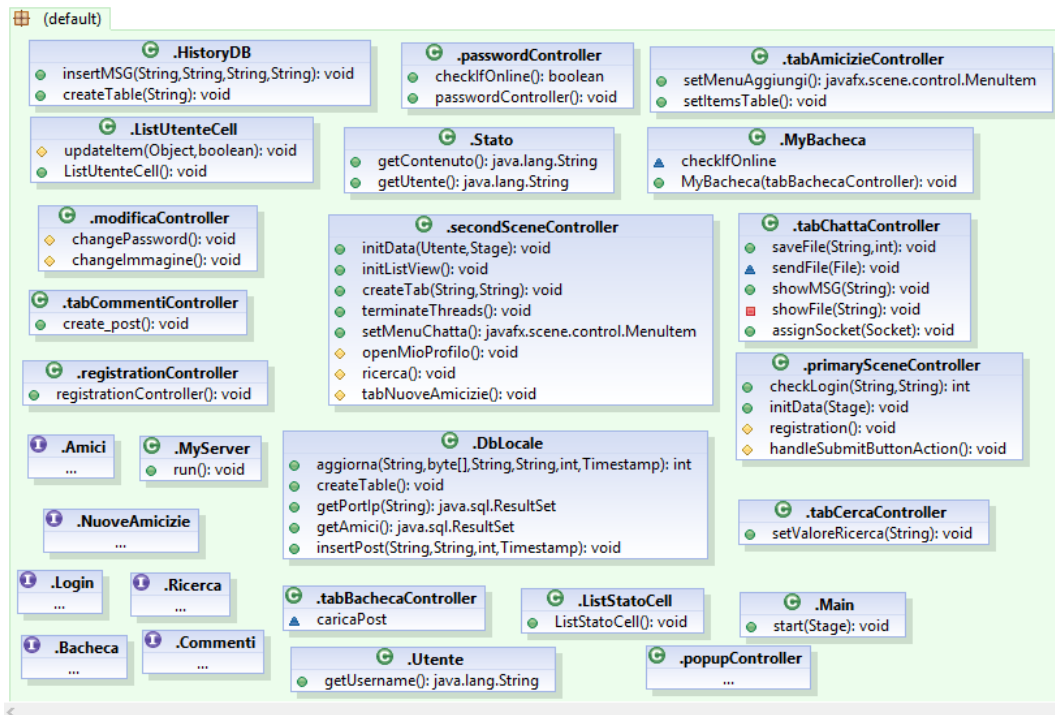 (default)
.HistoryDB
insertMSG(String,String,String,String): void
createTable(String): void
.passwordController
checkIfOnline(): boolean
passwordController(): void
.tabAmicizieController
setMenuAggiungi(): javafx.scene.control.MenuItem
setItemsTable(): void
.ListUtenteCell
updateItem(Object,boolean): void
ListUtenteCell(): void
.Stato
getContenuto(): java.lang.String
getUtente(): java.lang.String
.MyBacheca
checkIfOnline
MyBacheca(tabBachecaController): void
.modificaController
changePassword(): void
changeImmagine(): void
.secondSceneController
initData(Utente,Stage): void
initListView(): void
createTab(String,String): void
terminateThreads(): void
setMenuChatta(): javafx.scene.control.MenuItem
openMioProfilo(): void
ricerca(): void
tabNuoveAmicizie(): void
.tabChattaController
saveFile(String,int): void
sendFile(File): void
showMSG(String): void
showFile(String): void
assignSocket(Socket): void
.tabCommentiController
create_post(): void
.registrationController
registrationController(): void
.primarySceneController
checkLogin(String,String): int
initData(Stage): void
registration(): void
handleSubmitButtonAction(): void
.Amici
...
.MyServer
run(): void
.DbLocale
aggiorna(String,byte[],String,String,int,Timestamp): int
createTable(): void
getPortIp(String): java.sql.ResultSet
getAmici(): java.sql.ResultSet
insertPost(String,String,int,Timestamp): void
.NuoveAmicizie
...
.tabCercaController
setValoreRicerca(String): void
.Login
...
.Ricerca
...
.tabBachecaController
caricaPost
.ListStatoCell
ListStatoCell(): void
.Main
start(Stage): void
.Bacheca
...
.Commenti
...
.Utente
getUsername(): java.lang.String
.popupController
...